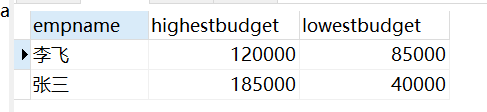 a
empname highestbudget lowestbudget
李飞 120000 85000
张三 185000 40000